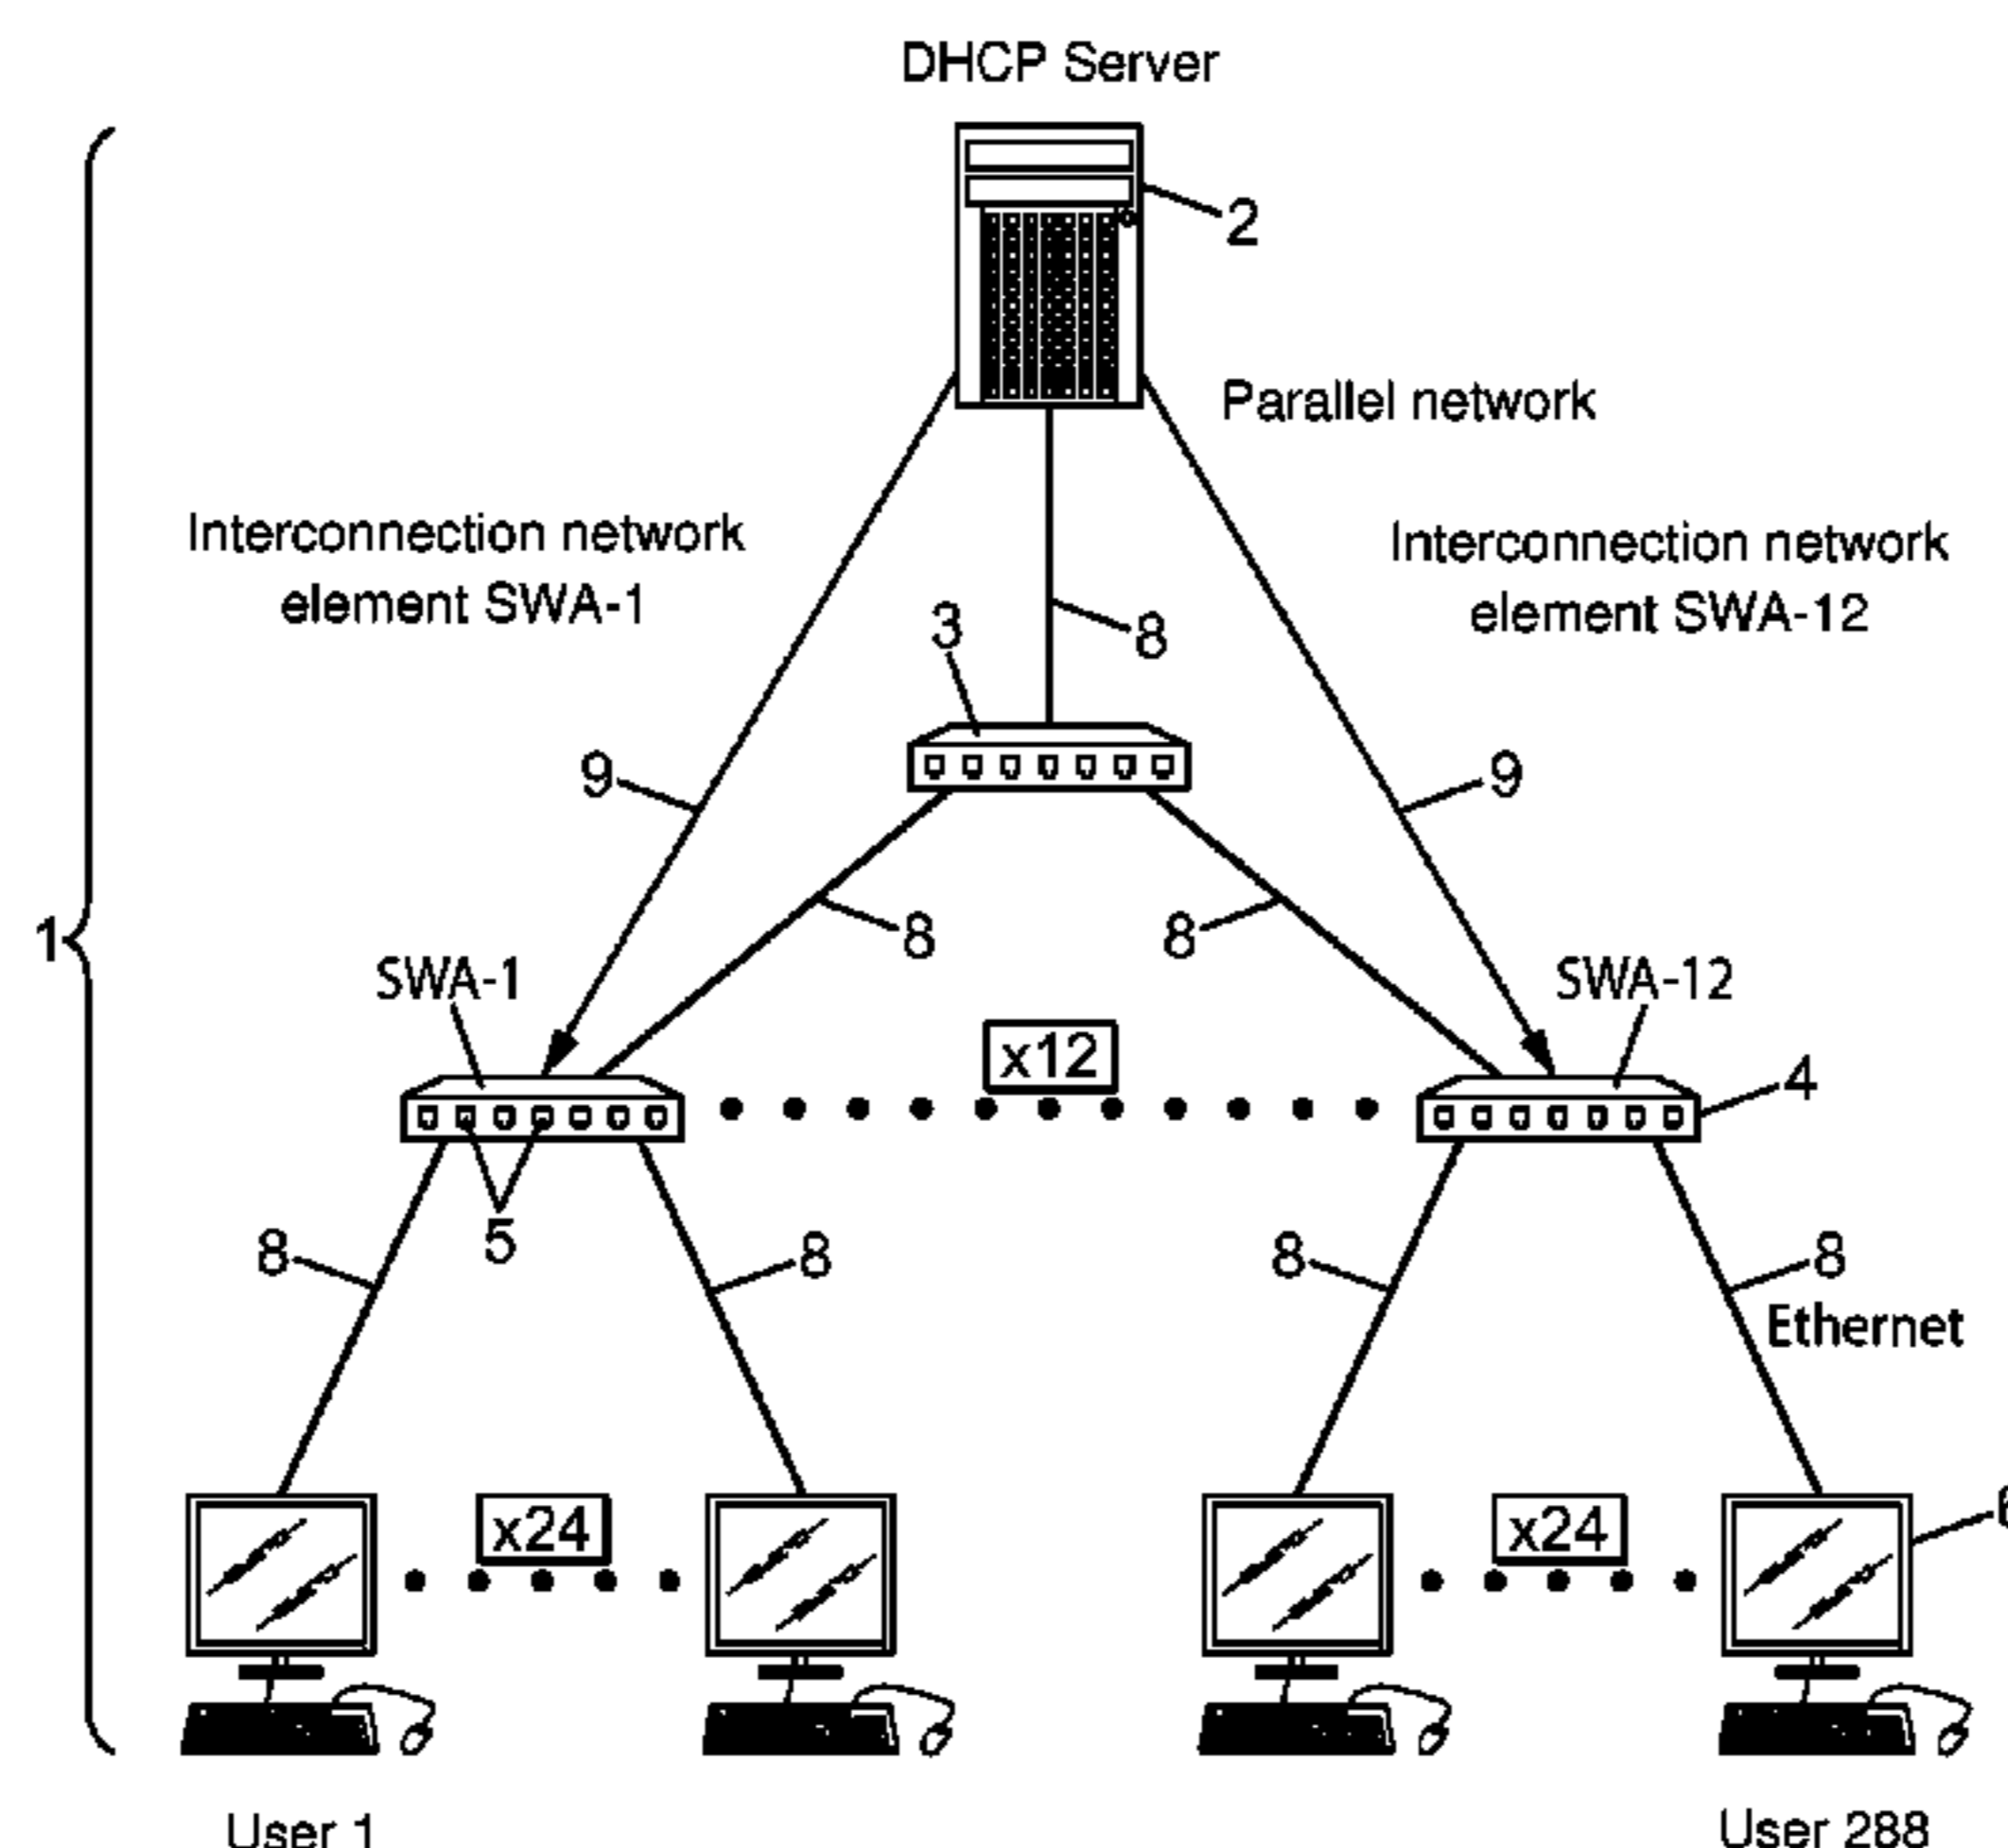 DHCP Server
2
Parallel network
Interconnection network
element SWA-1
Interconnection network
element SWA-12
3
8
9
9
1
8
8
SWA-1
SWA-12
x12
4
5
8
8
8
8
Ethernet
x24
x24
6
User 1
User 288